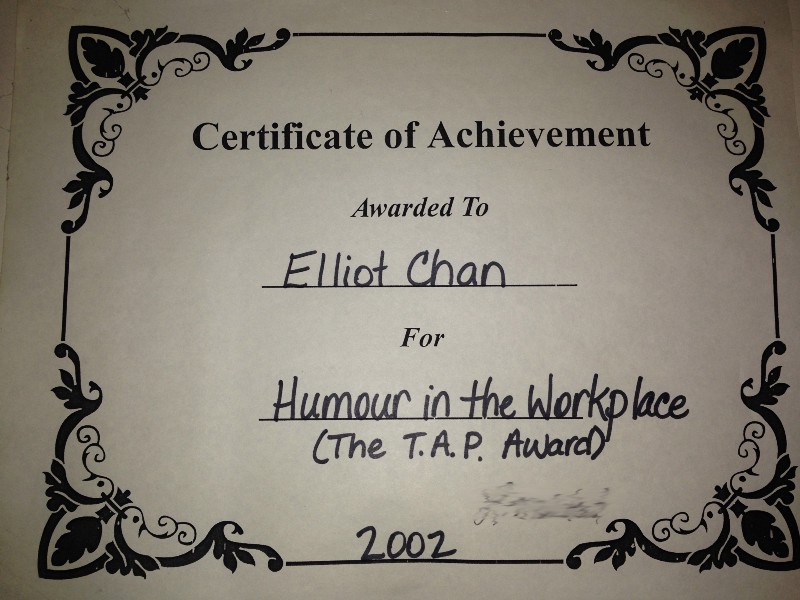 Certificate of Achievement
Awarded To
Elliot Chan
For
Humour in the Workplace
(The T.A.P. Award)
2002